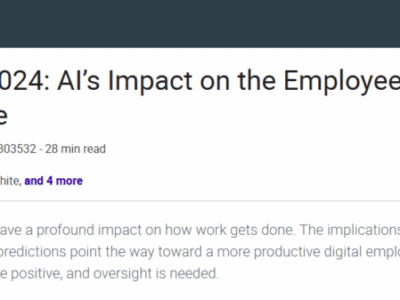 024: AI's Impact on the Employee
e
303532 - 28 min read
hite, and 4 more
ave a profound impact on how work gets done. The implications
predictions point the way toward a more productive digital emplo
e positive, and oversight is needed.